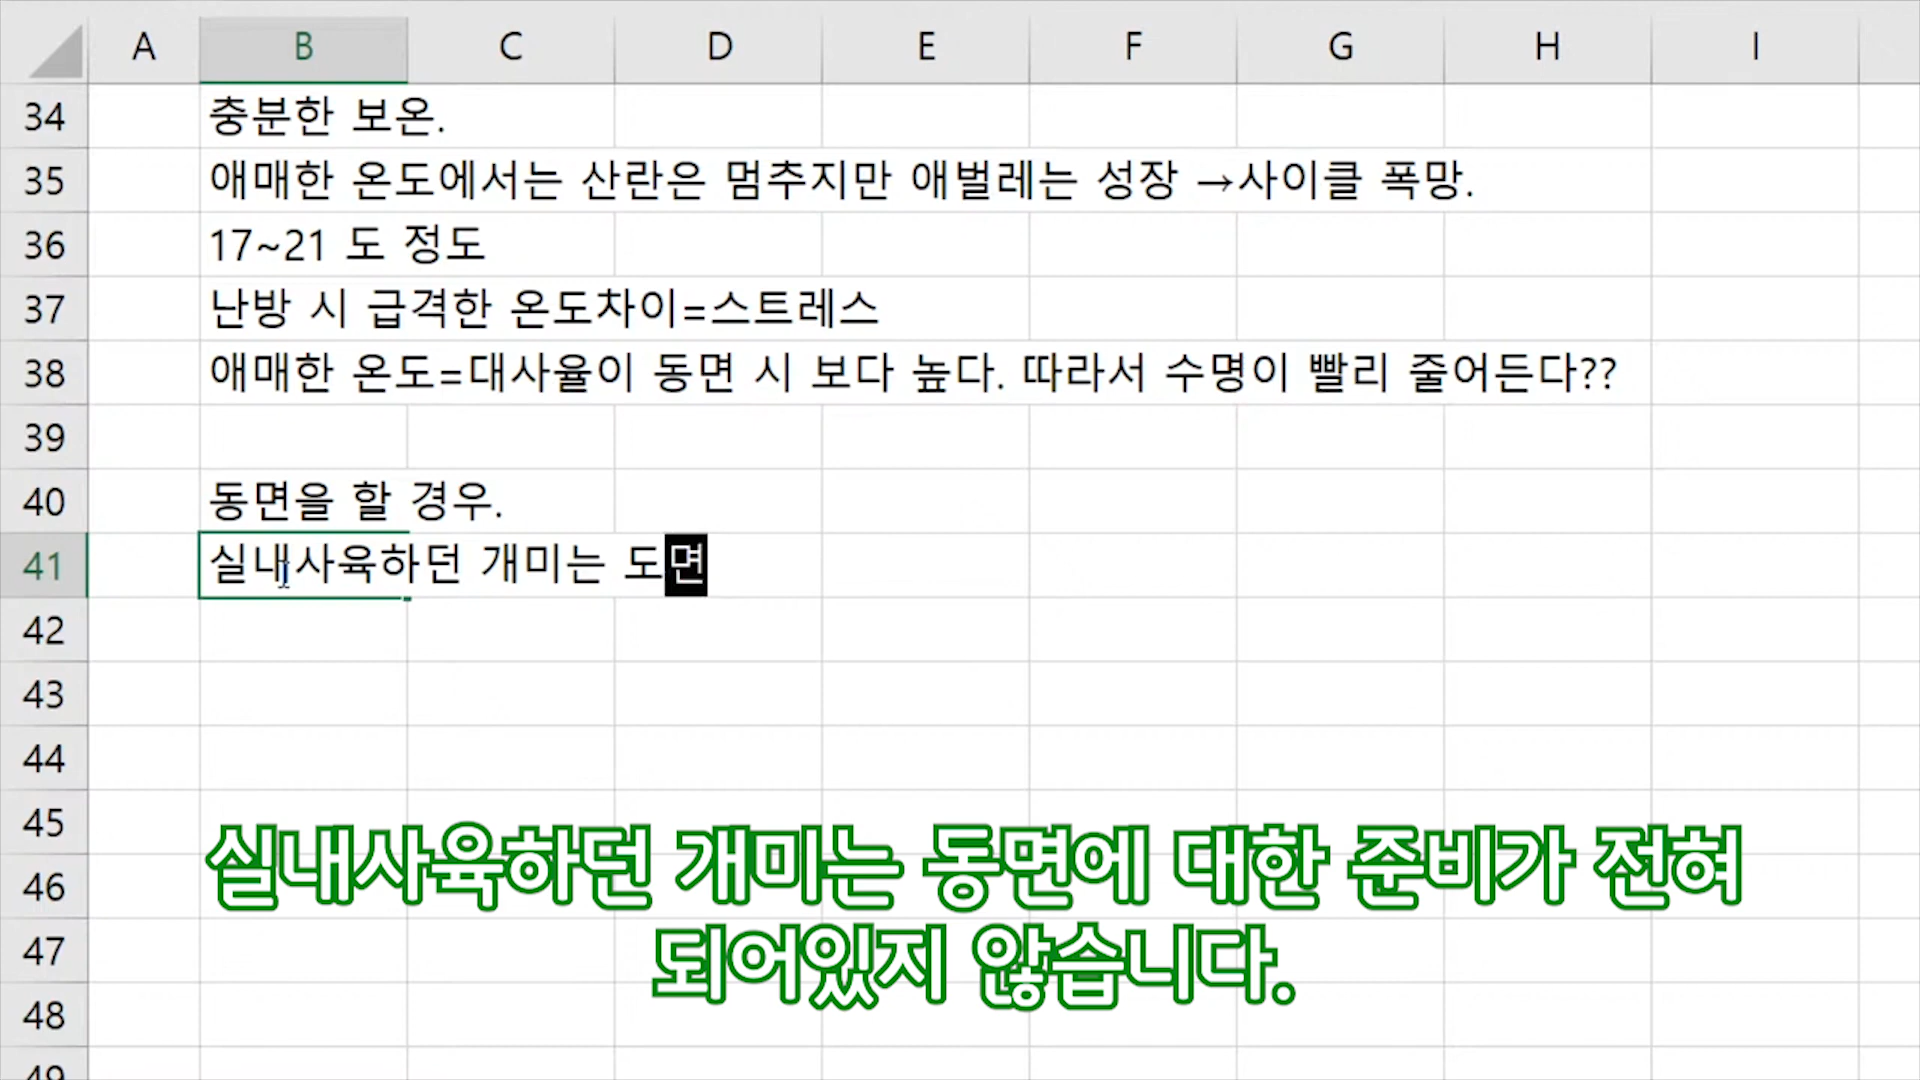 A B C D E F G H I
34 충분한 보온.
35 애매한 온도에서는 산란은 멈추지만 애벌레는 성장 →사이클 폭망.
36 17~21 도 정도
37 난방 시 급격한 온도차이=스트레스
38 애매한 온도=대사율이 동면 시 보다 높다. 따라서 수명이 빨리 줄어든다??
39
40 동면을 할 경우.
41 실내사육하던 개미는 도면
42
43
44
45
46
47
48
49
실내사육하던 개미는 동면에 대한 준비가 전혀
되어있지 않습니다.